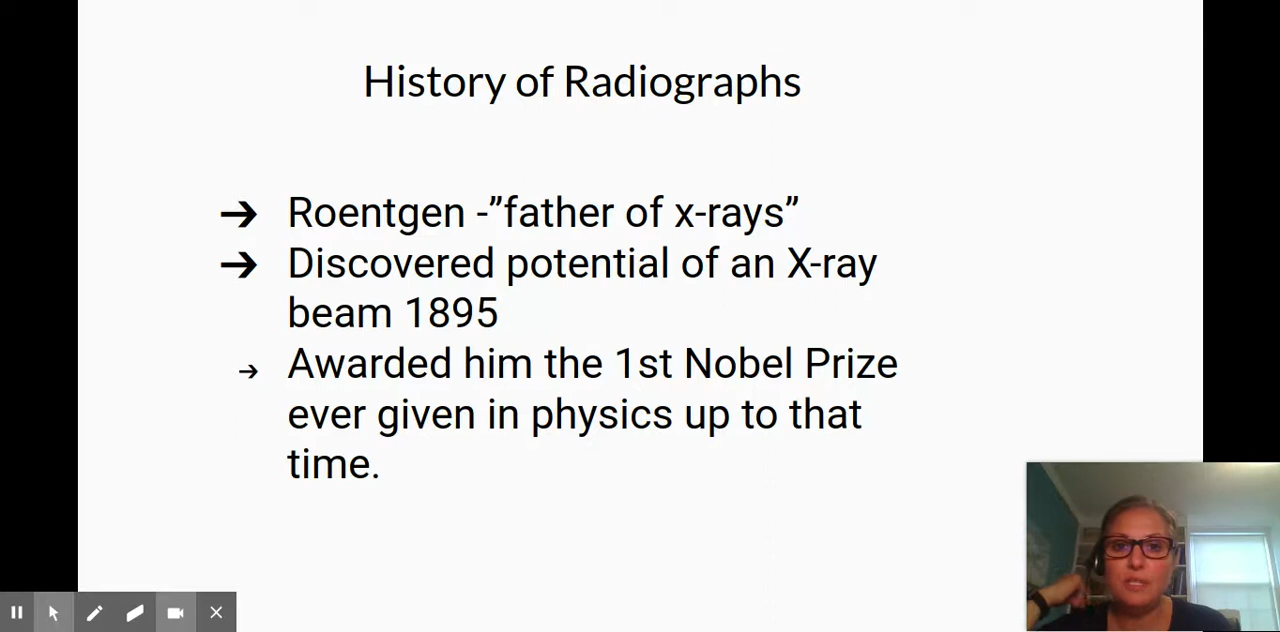 History of Radiographs
➔ Roentgen -”father of x-rays”
➔ Discovered potential of an X-ray
beam 1895
➔ Awarded him the 1st Nobel Prize
ever given in physics up to that
time.